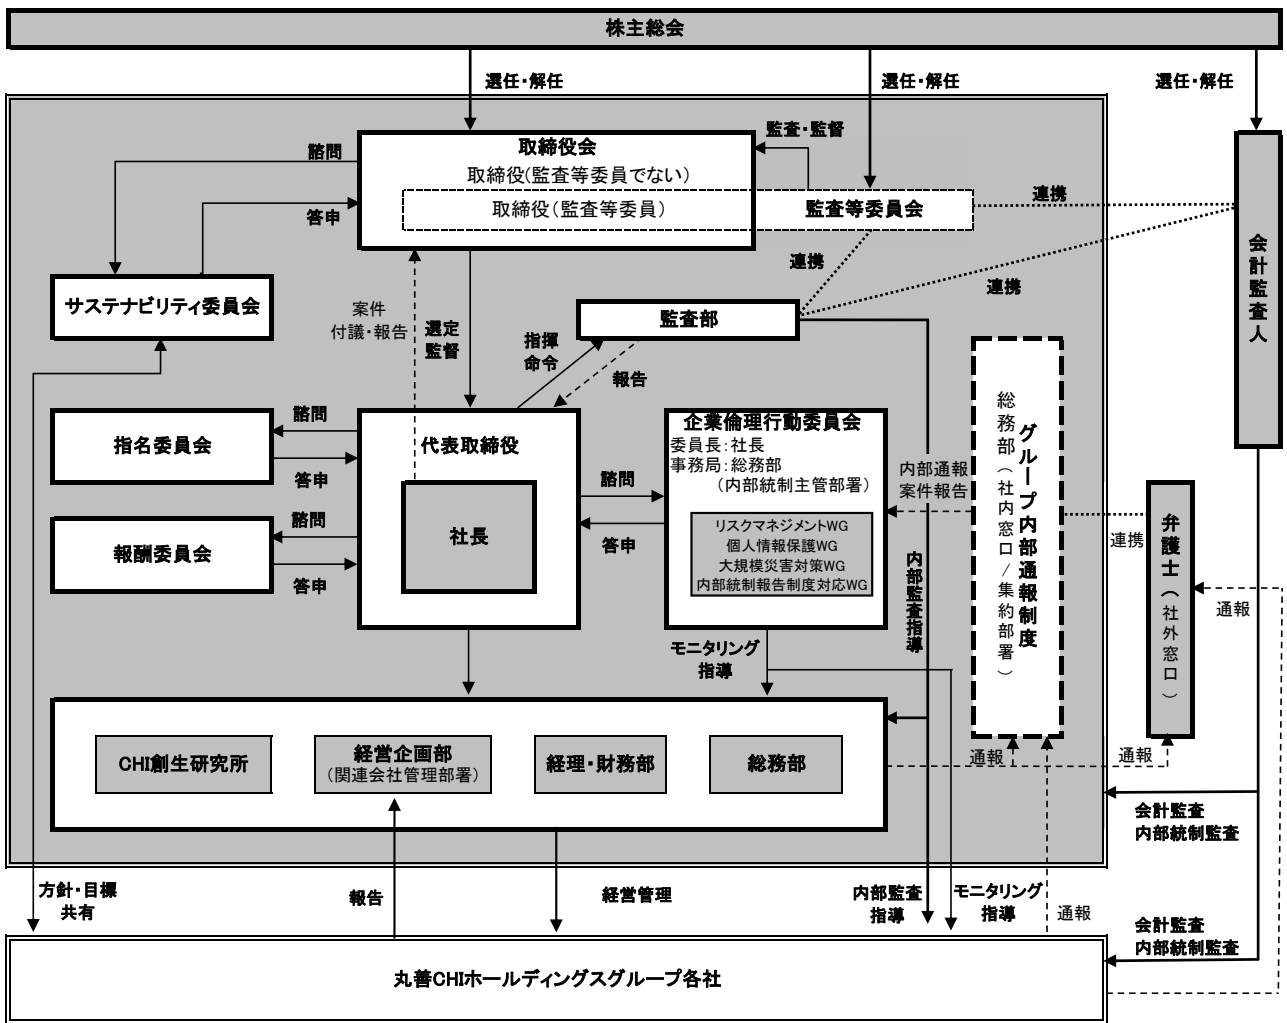 株主総会
選任・解任
選任・解任
選任・解任
取締役会
取締役(監査等委員でない)
取締役(監査等委員)
監査・監督
監査等委員会
連携
諮問
答申
連携
連携
会計監査人
サステナビリティ委員会
案件
付議・報告
選定
監督
監査部
指揮
命令
報告
指名委員会
諮問
答申
代表取締役
社長
企業倫理行動委員会
委員長:社長
事務局:総務部
(内部統制主管部署)
リスクマネジメントWG
個人情報保護WG
大規模災害対策WG
内部統制報告制度対応WG
諮問
答申
内部通報
案件報告
グループ内部通報制度
総務部(社内窓口/集約部署)
連携
弁護士(社外窓口)
通報
報酬委員会
諮問
答申
内部監査指導
モニタリング
指導
CHI創生研究所
経営企画部
(関連会社管理部署)
経理・財務部
総務部
通報
通報
会計監査
内部統制監査
方針・目標
共有
報告
経営管理
内部監査
指導
モニタリング
指導
通報
会計監査
内部統制監査
丸善CHIホールディングスグループ各社